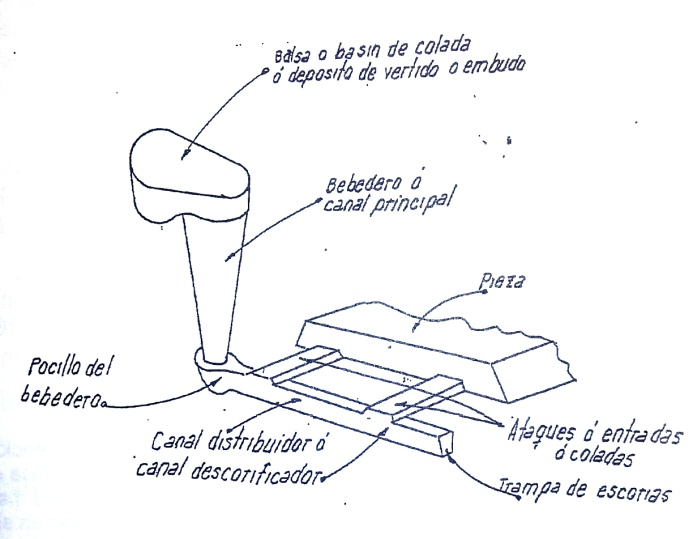 Balsa o basin de colada
ó deposito de vertido o embudo
Bebedero ó
canal principal
Pieza
Pocillo del
bebedero
Canal distribuidor ó
canal descorificador
Ataques ó entradas
ó coladas
Trampa de escorias